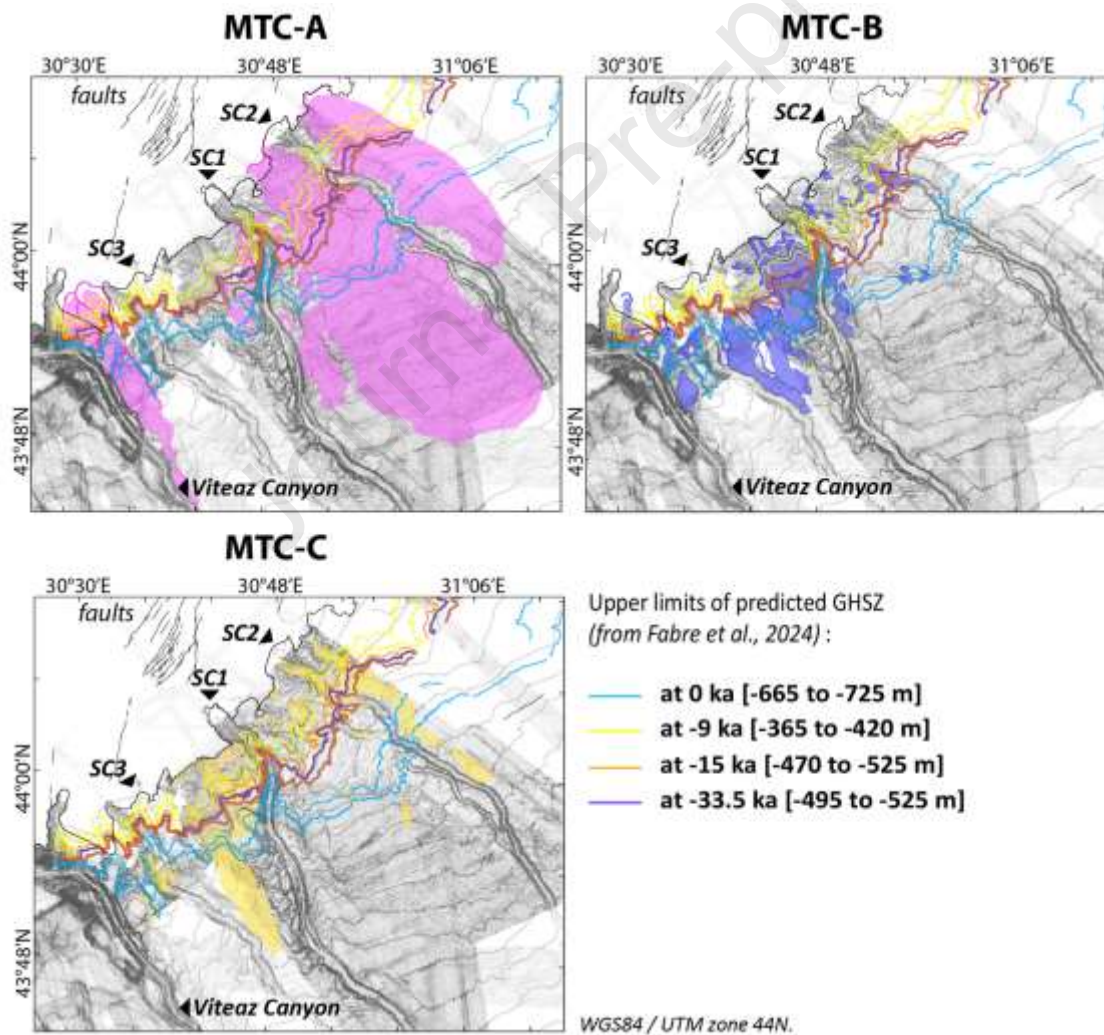 MTC-A
30°30'E 30°48'E 31°06'E
faults
SC2
SC1
SC3
44°00'N
43°48'N
Viteaz Canyon
MTC-B
30°30'E 30°48'E 31°06'E
faults
SC2
SC1
SC3
44°00'N
43°48'N
Viteaz Canyon
MTC-C
30°30'E 30°48'E 31°06'E
faults
SC2
SC1
SC3
44°00'N
43°48'N
Viteaz Canyon
Upper limits of predicted GHSZ
(from Fabre et al., 2024) :
at 0 ka [-665 to -725 m]
at -9 ka [-365 to -420 m]
at -15 ka [-470 to -525 m]
at -33.5 ka [-495 to -525 m]
WGS84 / UTM zone 44N.